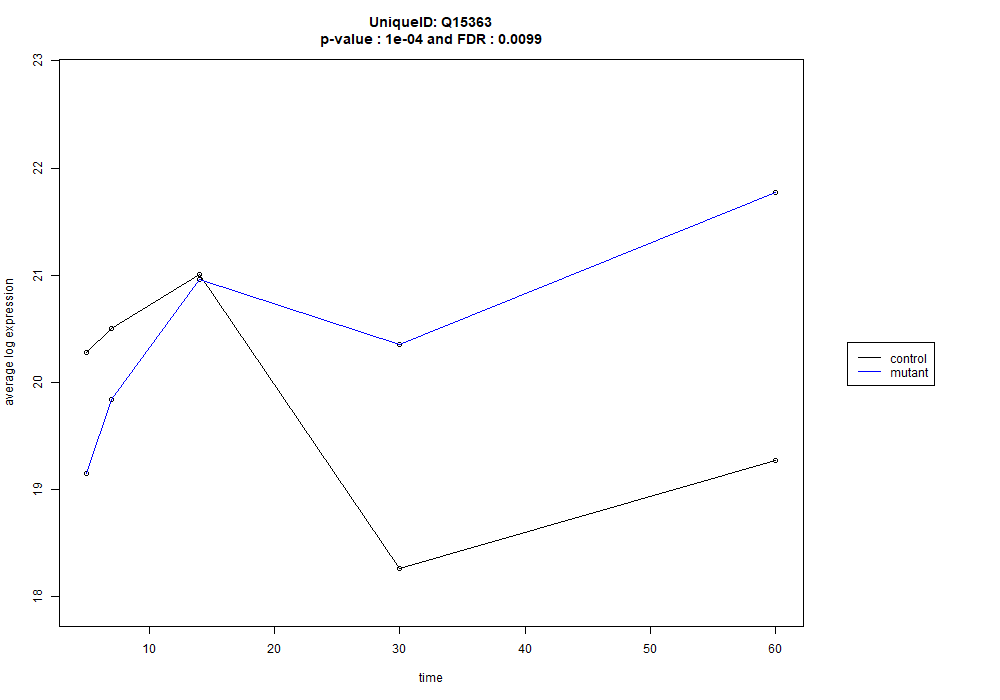 UniqueID: Q15363
p-value : 1e-04 and FDR : 0.0099
23
22
21
20
19
18
average log expression
10
20
30
40
50
60
time
control
mutant